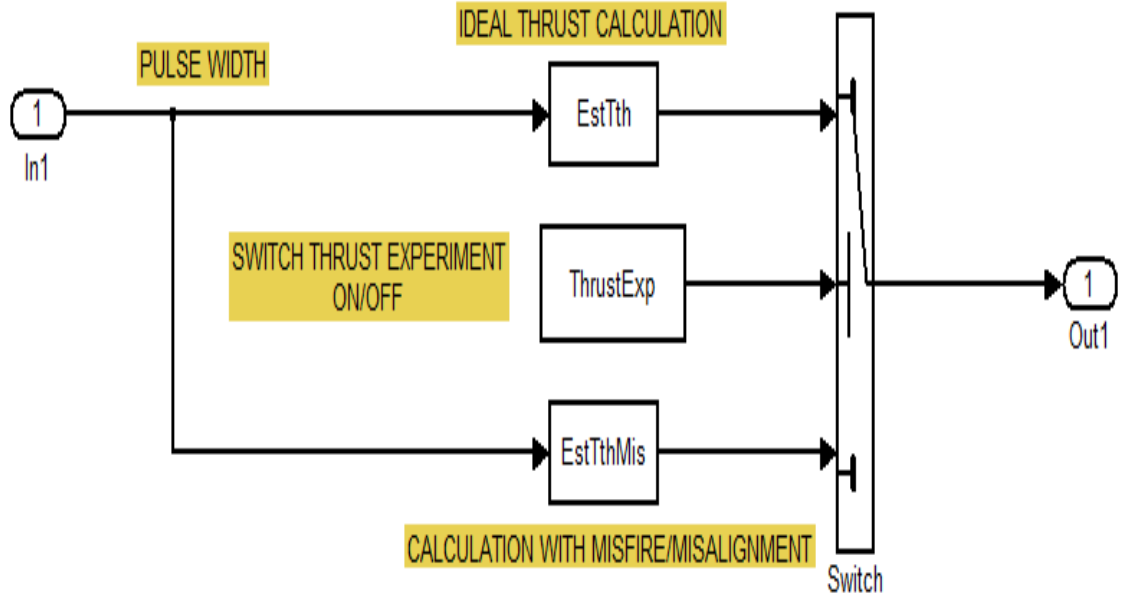 IDEAL THRUST CALCULATION
PULSE WIDTH
1
In1
EstTth
SWITCH THRUST EXPERIMENT
ON/OFF
ThrustExp
1
Out1
EstTthMis
CALCULATION WITH MISFIRE/MISALIGNMENT
Switch